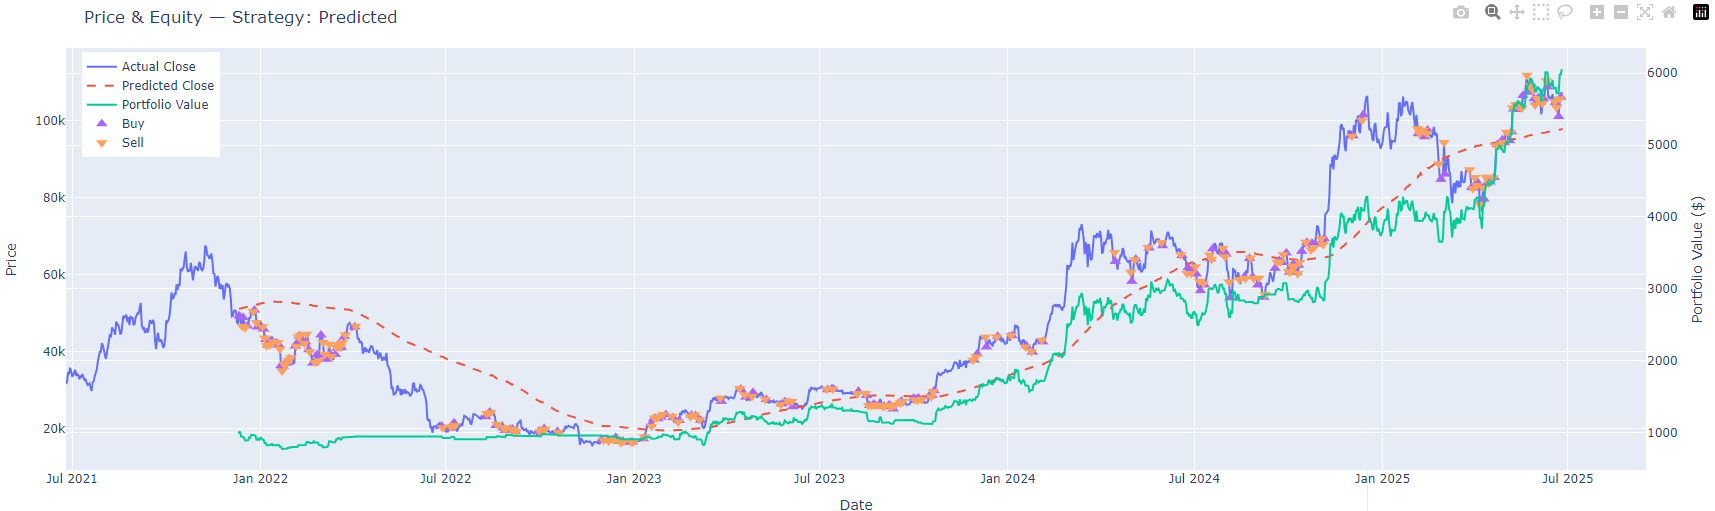 Price & Equity — Strategy: Predicted
Actual Close
Predicted Close
Portfolio Value
Buy
Sell
100k
80k
60k
40k
20k
Price
6000
5000
4000
3000
2000
1000
Portfolio Value ($)
Jul 2021 Jan 2022 Jul 2022 Jan 2023 Jul 2023 Jan 2024 Jul 2024 Jan 2025 Jul 2025
Date